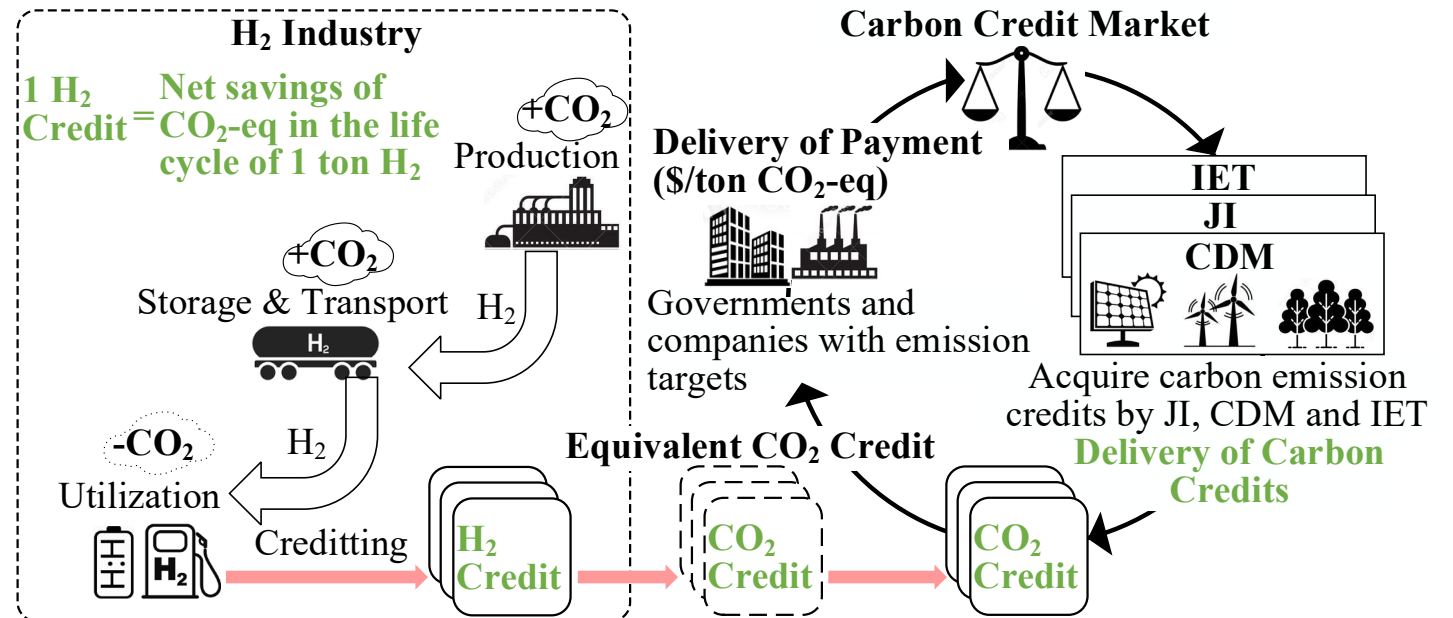 H₂ Industry
1 H₂
Credit
=
Net savings of
CO₂-eq in the life
cycle of 1 ton H₂
+CO₂
Production
+CO₂
Storage & Transport
H₂
H₂
-CO₂
H₂
Utilization
H:H
H₂
Creditting
H₂
Credit
Carbon Credit Market
Delivery of Payment
($/ton CO₂-eq)
Governments and
companies with emission
targets
IET
JI
CDM
Acquire carbon emission
credits by JI, CDM and IET
Delivery of Carbon
Credits
Equivalent CO₂ Credit
CO₂
Credit
CO₂
Credit